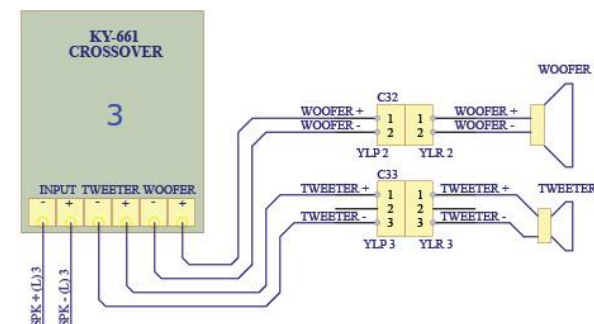 KY-661
CROSSOVER
3
INPUT TWEETER WOOFER
- + - + - +
SPK + (L) 3
SPK - (L) 3
C32
WOOFER + 1 1 WOOFER +
WOOFER - 2 2 WOOFER -
YLP 2 YLR 2
WOOFER
C33
TWEETER + 1 1 TWEETER +
2 2
TWEETER - 3 3 TWEETER -
YLP 3 YLR 3
TWEETER